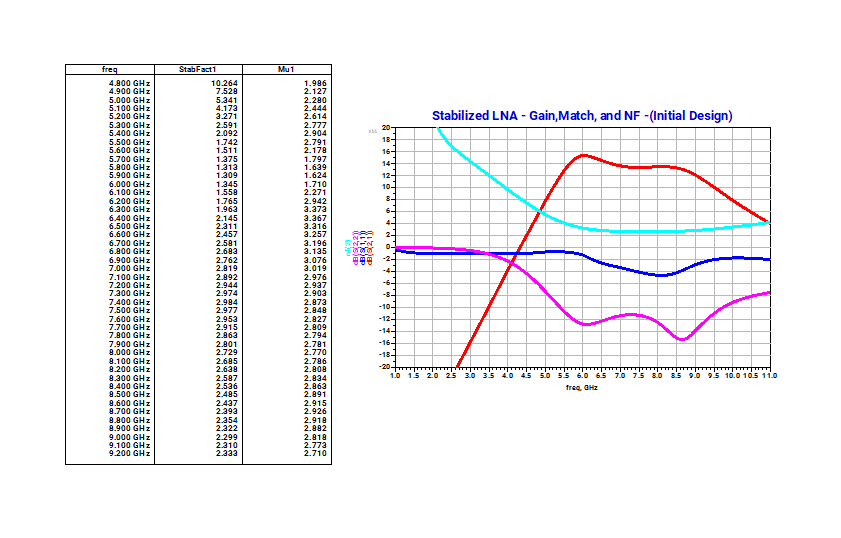 freq StabFact1 Mu1
4.800 GHz 10.264 1.986
4.900 GHz 7.528 2.127
5.000 GHz 5.341 2.280
5.100 GHz 4.173 2.444
5.200 GHz 3.271 2.614
5.300 GHz 2.591 2.777
5.400 GHz 2.092 2.904
5.500 GHz 1.742 2.791
5.600 GHz 1.511 2.178
5.700 GHz 1.375 1.797
5.800 GHz 1.313 1.639
5.900 GHz 1.309 1.624
6.000 GHz 1.345 1.710
6.100 GHz 1.558 2.271
6.200 GHz 1.765 2.942
6.300 GHz 1.963 3.373
6.400 GHz 2.145 3.367
6.500 GHz 2.311 3.316
6.600 GHz 2.457 3.257
6.700 GHz 2.581 3.196
6.800 GHz 2.683 3.135
6.900 GHz 2.762 3.076
7.000 GHz 2.819 3.019
7.100 GHz 2.892 2.976
7.200 GHz 2.944 2.937
7.300 GHz 2.974 2.903
7.400 GHz 2.984 2.873
7.500 GHz 2.977 2.848
7.600 GHz 2.953 2.827
7.700 GHz 2.915 2.809
7.800 GHz 2.863 2.794
7.900 GHz 2.801 2.781
8.000 GHz 2.729 2.770
8.100 GHz 2.685 2.786
8.200 GHz 2.638 2.808
8.300 GHz 2.587 2.834
8.400 GHz 2.536 2.863
8.500 GHz 2.485 2.891
8.600 GHz 2.437 2.915
8.700 GHz 2.393 2.926
8.800 GHz 2.354 2.918
8.900 GHz 2.322 2.882
9.000 GHz 2.299 2.818
9.100 GHz 2.310 2.773
9.200 GHz 2.333 2.710
Stabilized LNA - Gain,Match, and NF -(Initial Design)
20
18
16
14
12
10
8
6
4
2
0
-2
-4
-6
-8
-10
-12
-14
-16
-18
-20
nf(2)
dB(S(2,2))
dB(S(1,1))
dB(S(2,1))
1.0 1.5 2.0 2.5 3.0 3.5 4.0 4.5 5.0 5.5 6.0 6.5 7.0 7.5 8.0 8.5 9.0 9.5 10.0 10.5 11.0
freq, GHz